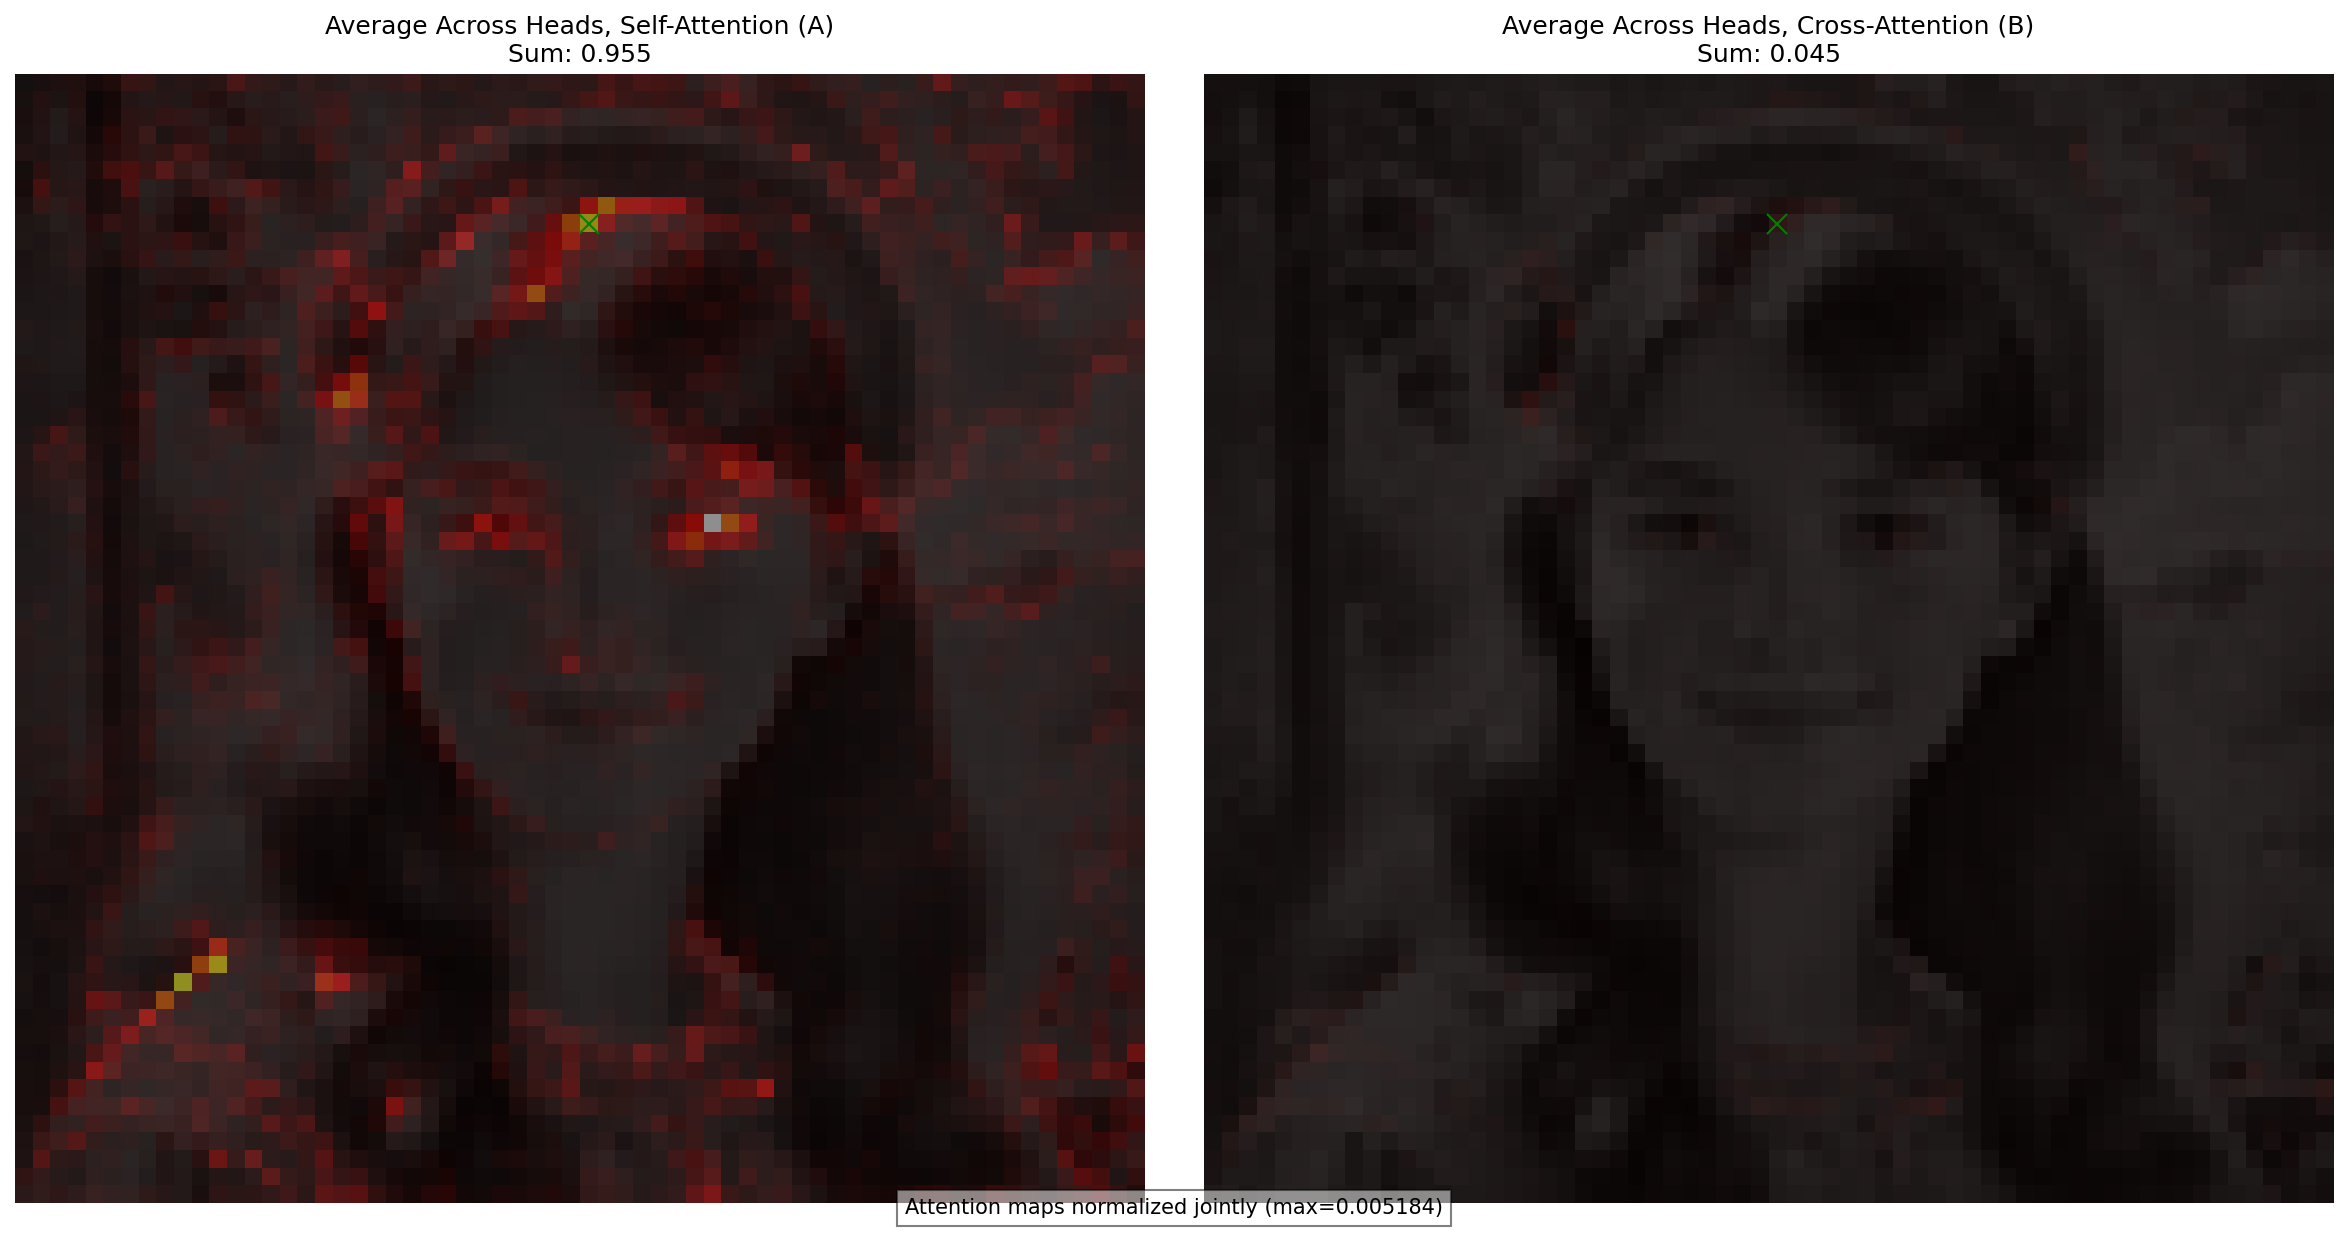 Average Across Heads, Self-Attention (A)
Sum: 0.955
Average Across Heads, Cross-Attention (B)
Sum: 0.045
Attention maps normalized jointly (max=0.005184)